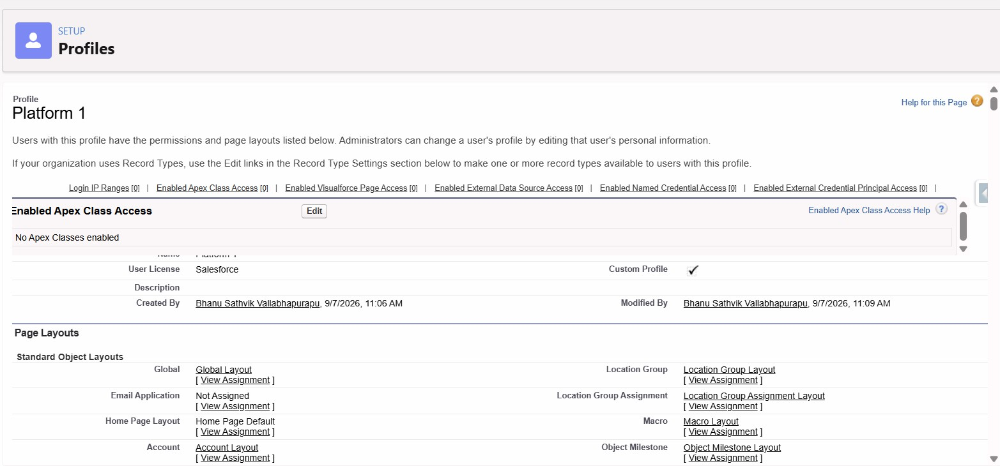 SETUP
Profiles
Profile
Platform 1
Help for this Page ?
Users with this profile have the permissions and page layouts listed below. Administrators can change a user's profile by editing that user's personal information.
If your organization uses Record Types, use the Edit links in the Record Type Settings section below to make one or more record types available to users with this profile.
Login IP Ranges [0] | Enabled Apex Class Access [0] | Enabled Visualforce Page Access [0] | Enabled External Data Source Access [0] | Enabled Named Credential Access [0] | Enabled External Credential Principal Access [0] |
Enabled Apex Class Access Edit Enabled Apex Class Access Help ?
No Apex Classes enabled
Name Platform 1
User License Salesforce Custom Profile
Description
Created By Bhanu Sathvik Vallabhapurapu, 9/7/2026, 11:06 AM Modified By Bhanu Sathvik Vallabhapurapu, 9/7/2026, 11:09 AM
Page Layouts
Standard Object Layouts
Global Global Layout Location Group Location Group Layout
[ View Assignment ] [ View Assignment ]
Email Application Not Assigned Location Group Assignment Location Group Assignment Layout
[ View Assignment ] [ View Assignment ]
Home Page Layout Home Page Default Macro Macro Layout
[ View Assignment ] [ View Assignment ]
Account Account Layout Object Milestone Object Milestone Layout
[ View Assignment ] [ View Assignment ]